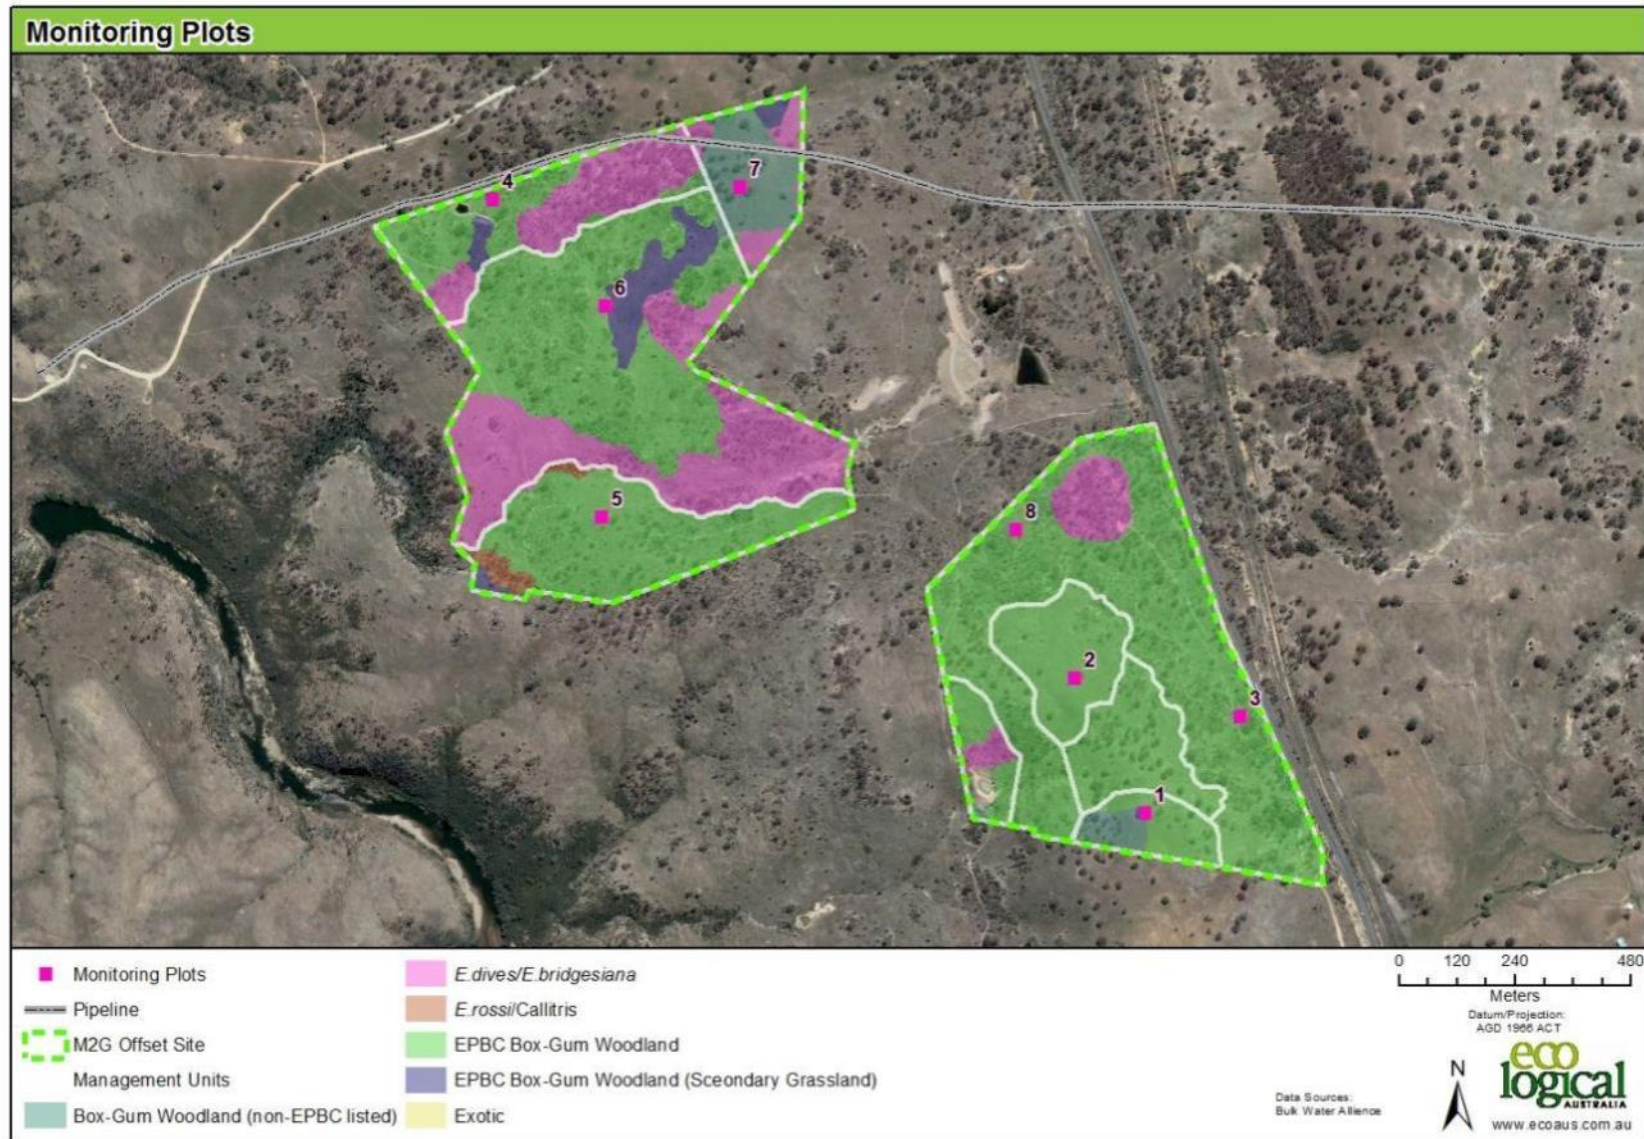 Monitoring Plots
4
7
6
5
8
2
3
1
Monitoring Plots
Pipeline
M2G Offset Site
Management Units
Box-Gum Woodland (non-EPBC listed)
E.dives/E.bridgesiana
E.rossi/Callitris
EPBC Box-Gum Woodland
EPBC Box-Gum Woodland (Sceondary Grassland)
Exotic
0 120 240 480
Meters
Datum/Projection:
AGD 1966 ACT
N
Data Sources:
Bulk Water Allience
eco
logical
AUSTRALIA
www.ecoaus.com.au